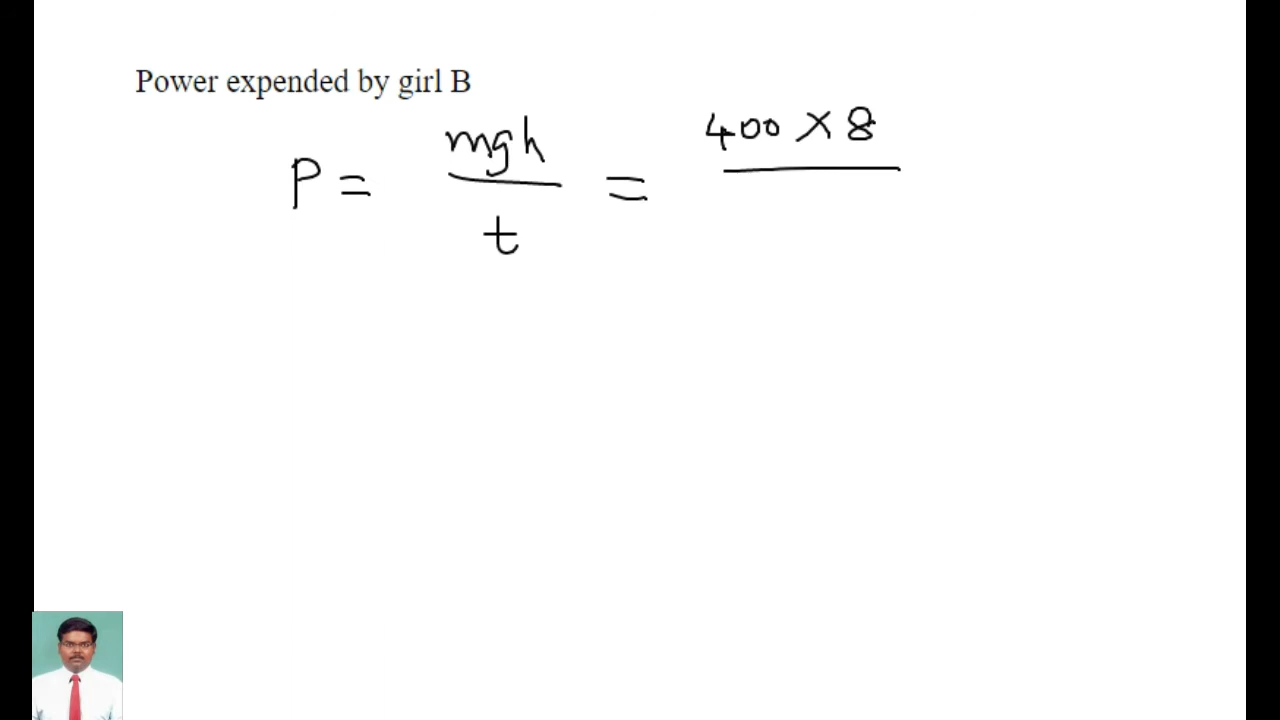 Power expended by girl B
P = mgh / t = 400 × 8